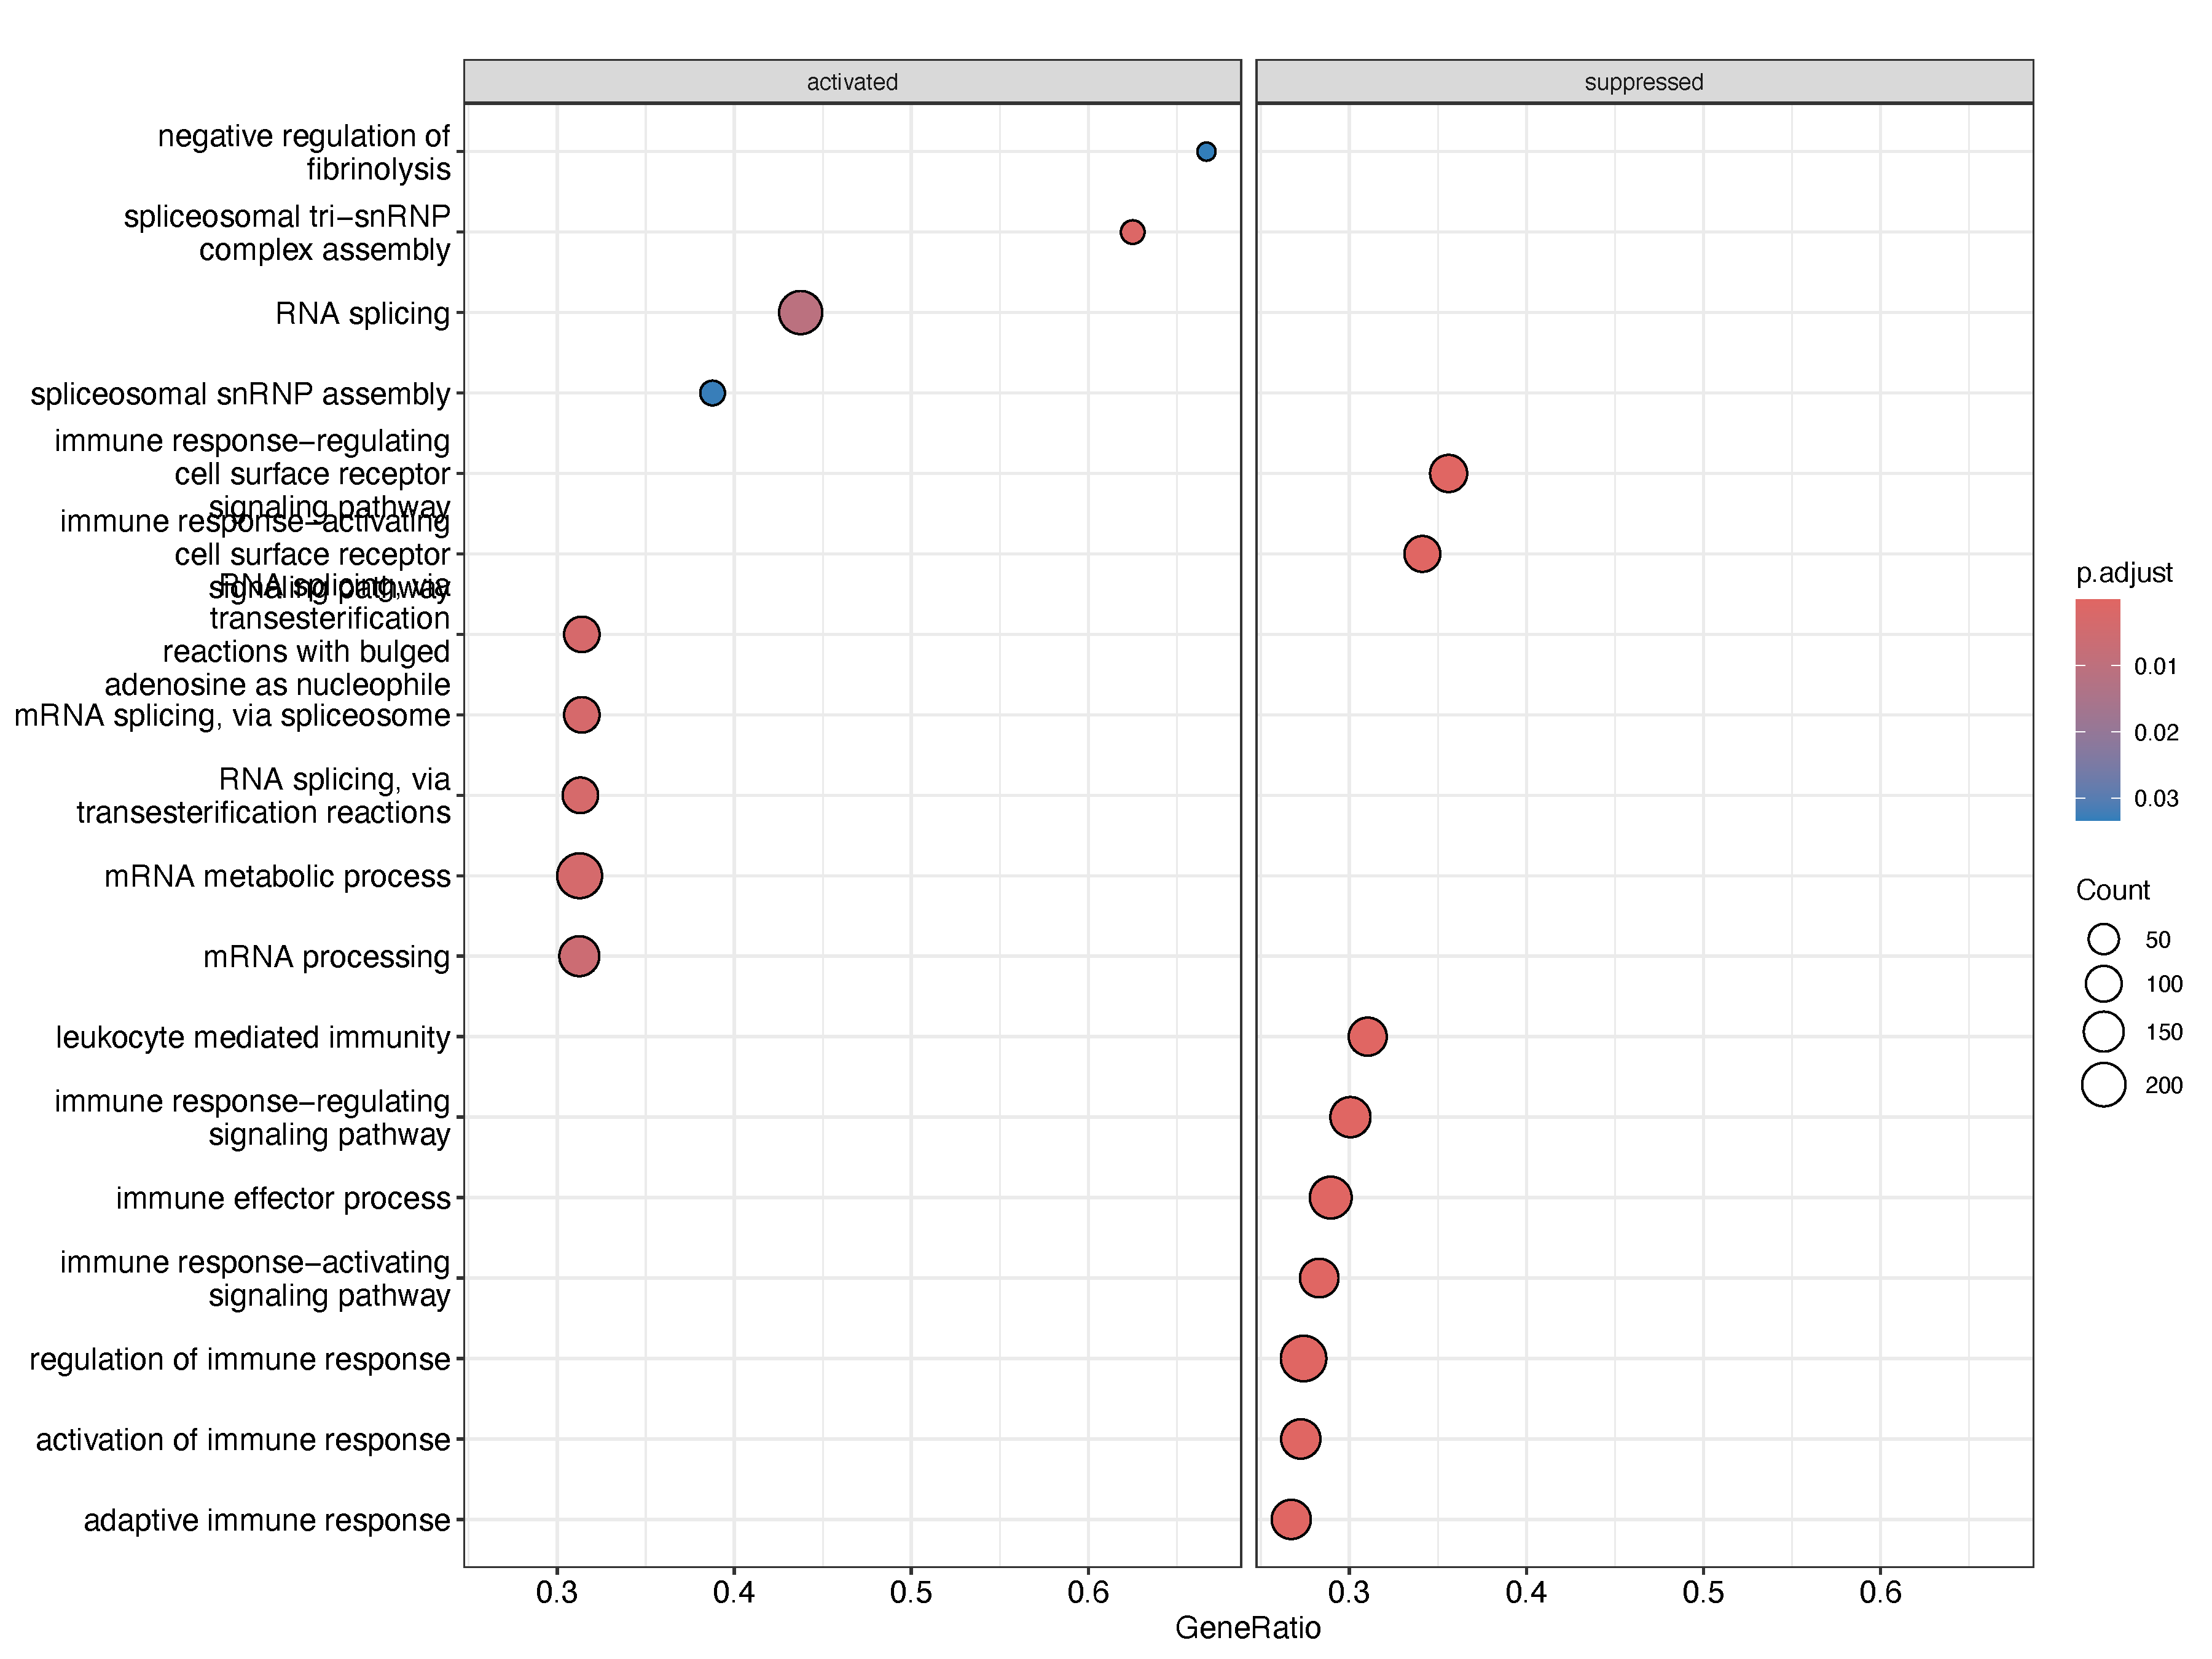 activated
suppressed
negative regulation of
fibrinolysis
spliceosomal tri−snRNP
complex assembly
RNA splicing
spliceosomal snRNP assembly
immune response−regulating
cell surface receptor
signaling pathway
immune response−activating
cell surface receptor
signaling pathway
RNA splicing, via
transesterification
reactions with bulged
adenosine as nucleophile
mRNA splicing, via spliceosome
RNA splicing, via
transesterification reactions
mRNA metabolic process
mRNA processing
leukocyte mediated immunity
immune response−regulating
signaling pathway
immune effector process
immune response−activating
signaling pathway
regulation of immune response
activation of immune response
adaptive immune response
0.3 0.4 0.5 0.6
0.3 0.4 0.5 0.6
GeneRatio
p.adjust
0.01
0.02
0.03
Count
50
100
150
200